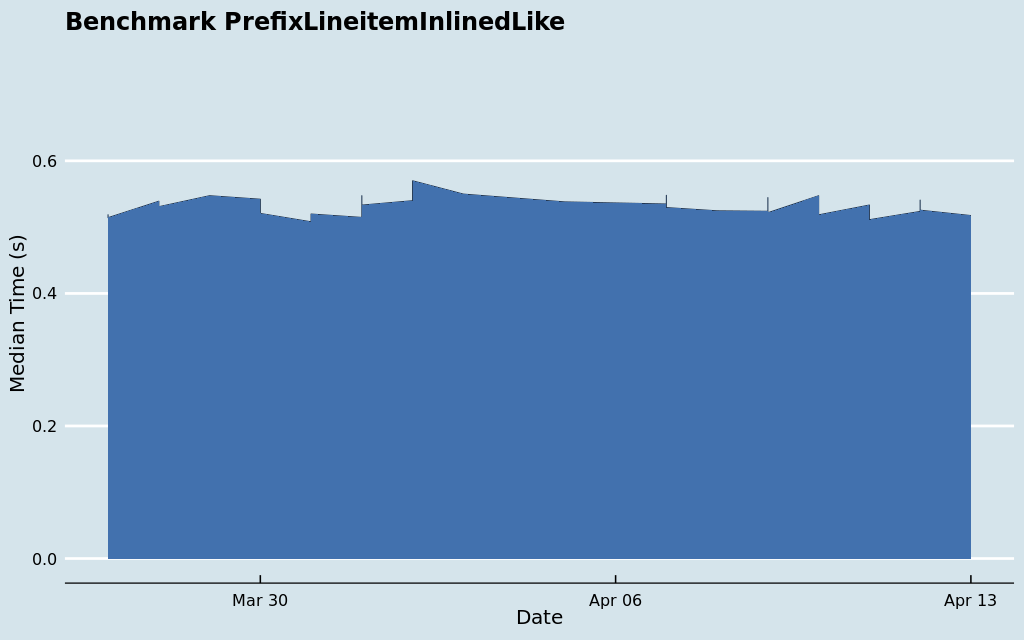 Benchmark PrefixLineitemInlinedLike
0.6
0.4
0.2
0.0
Median Time (s)
Mar 30
Apr 06
Apr 13
Date